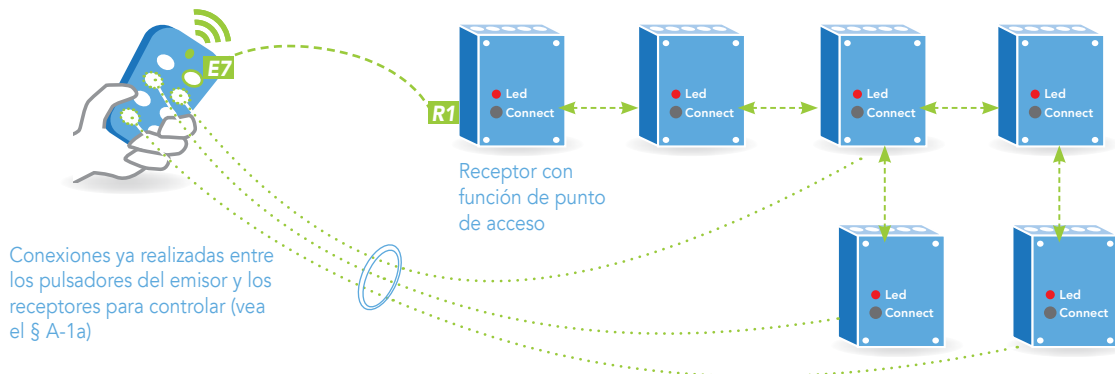 E7
R1
Led
Connect
Led
Connect
Led
Connect
Led
Connect
Receptor con
función de punto
de acceso
Conexiones ya realizadas entre
los pulsadores del emisor y los
receptores para controlar (vea
el § A-1a)
Led
Connect
Led
Connect